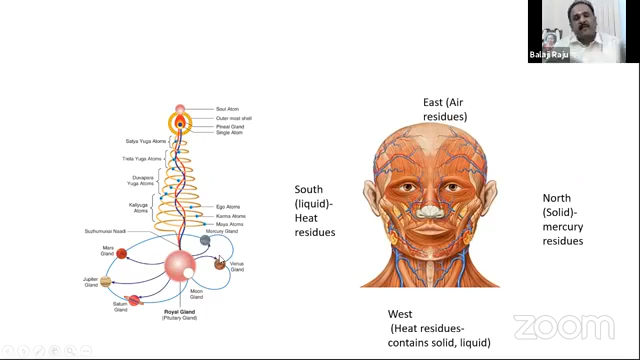 Balaji Raju
Soul Atom
Outer most shell
Pineal Gland
Single Atom
Satya Yuga Atoms
Treta Yuga Atoms
Duvapara
Yuga Atoms
Kaliyuga
Atoms
Ego Atoms
Karma Atoms
Maya Atoms
Suzhumunai Naadi
Mercury Gland
Mars
Gland
Venus
Gland
Jupiter
Gland
Saturn
Gland
Moon
Gland
Royal Gland
(Pitutary Gland)
East (Air
residues)
South
(liquid)-
Heat
residues
North
(Solid)-
mercury
residues
West
(Heat residues-
contains solid, liquid)
zoom